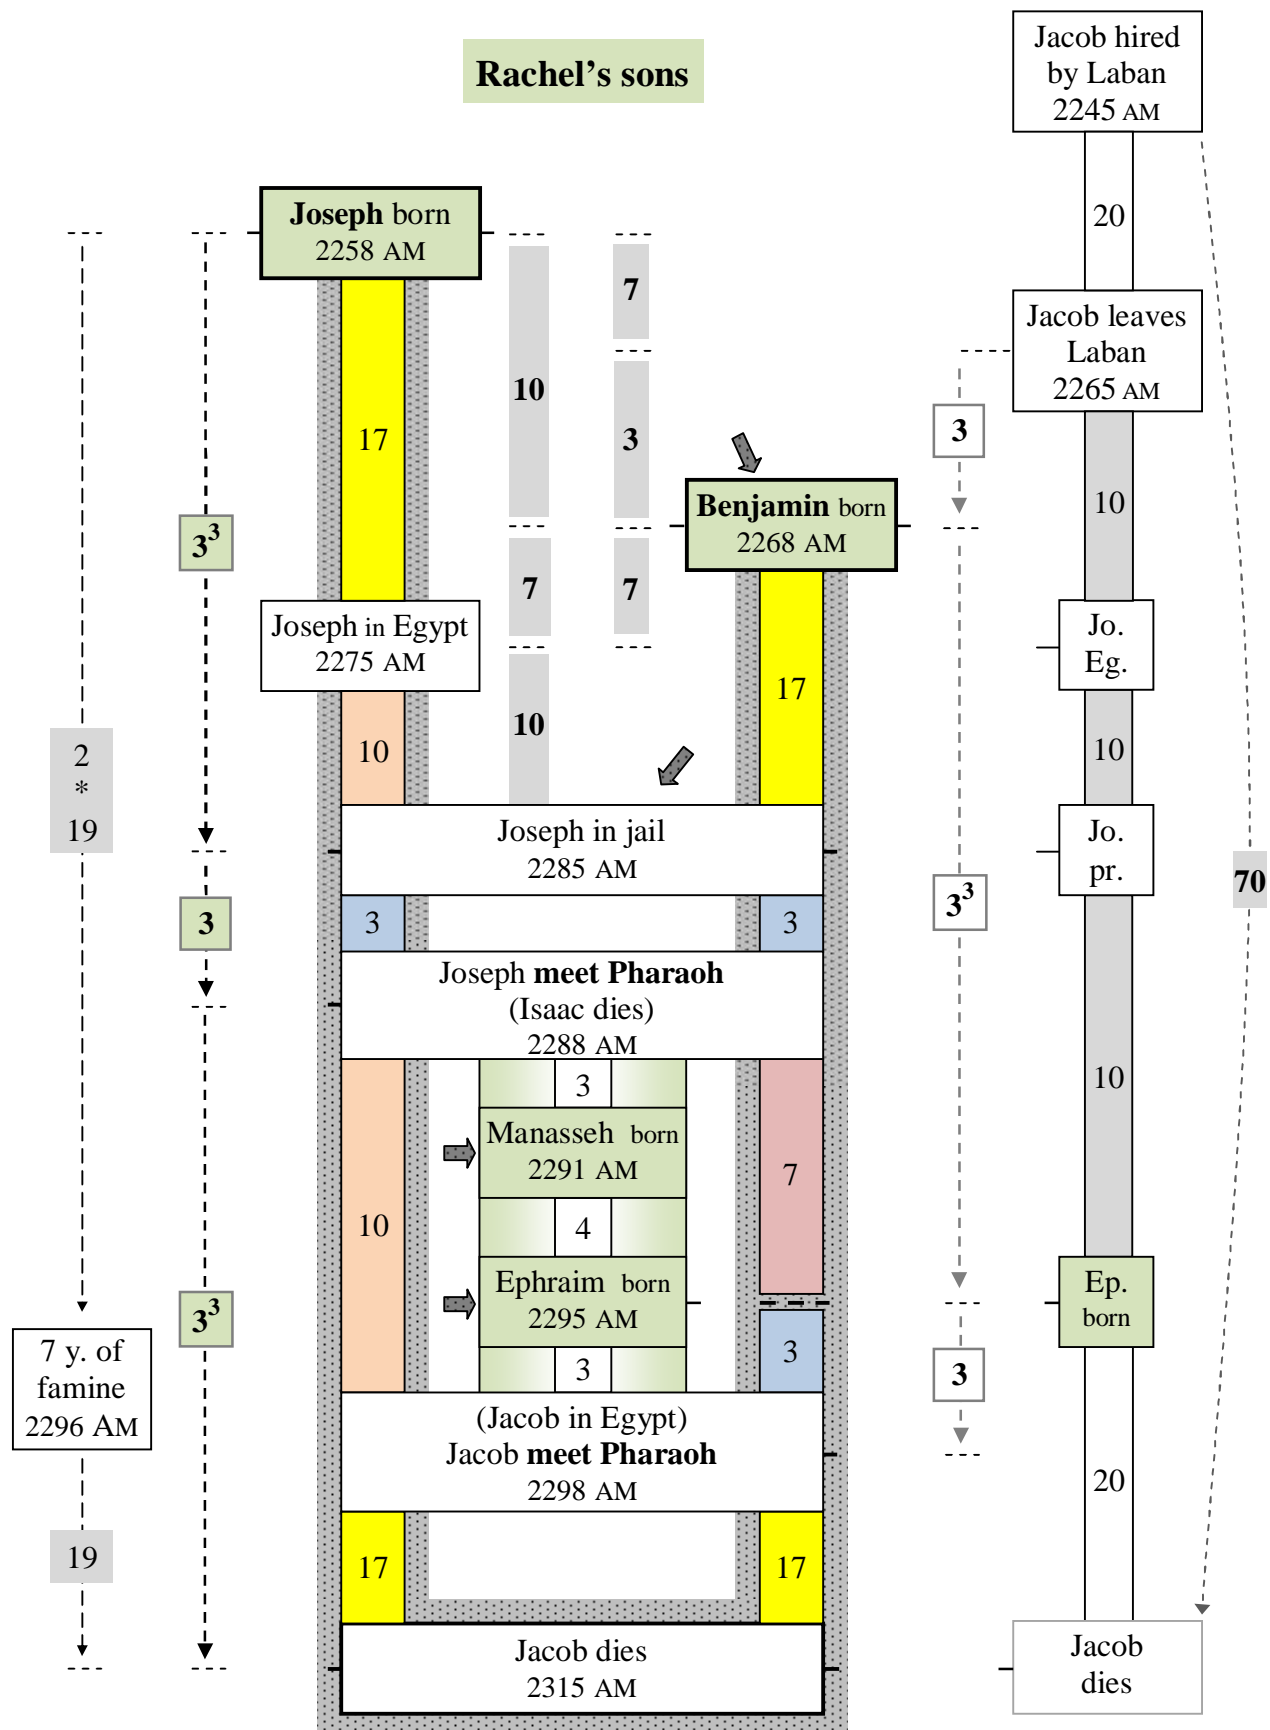 Rachel's sons
Jacob hired
by Laban
2245 AM
20
Joseph born
2258 AM
7
Jacob leaves
Laban
2265 AM
10
3
3
17
10
Benjamin born
2268 AM
3³
7
7
Joseph in Egypt
2275 AM
Jo.
Eg.
17
10
10
10
2
*
19
Joseph in jail
2285 AM
Jo.
pr.
70
3³
3
3
3
Joseph meet Pharaoh
(Isaac dies)
2288 AM
3
10
Manasseh born
2291 AM
7
10
4
Ephraim born
2295 AM
Ep.
born
3³
7 y. of
famine
2296 AM
3
3
3
(Jacob in Egypt)
Jacob meet Pharaoh
2298 AM
20
19
17
17
Jacob dies
2315 AM
Jacob
dies